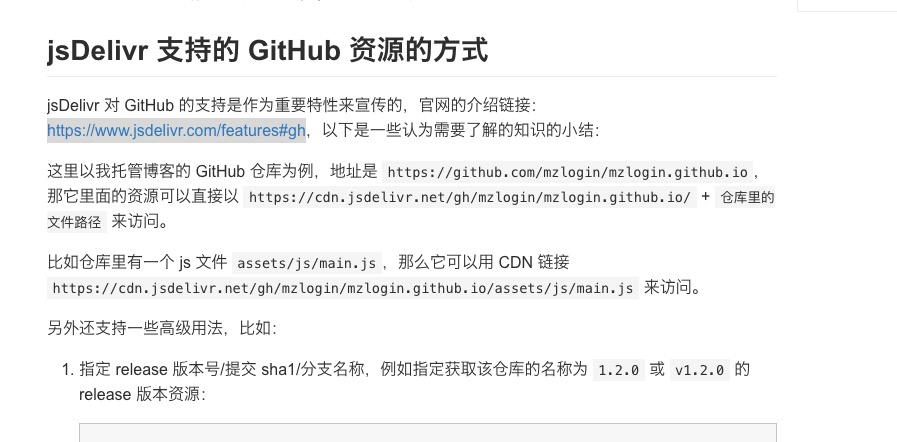 jsDelivr 支持的 GitHub 资源的方式
jsDelivr 对 GitHub 的支持是作为重要特性来宣传的，官网的介绍链接：
https://www.jsdelivr.com/features#gh，以下是一些认为需要了解的知识的小结：
这里以我托管博客的 GitHub 仓库为例，地址是 https://github.com/mzlogin/mzlogin.github.io，
那它里面的资源可以直接以 https://cdn.jsdelivr.net/gh/mzlogin/mzlogin.github.io/ + 仓库里的
文件路径 来访问。
比如仓库里有一个 js 文件 assets/js/main.js，那么它可以用 CDN 链接
https://cdn.jsdelivr.net/gh/mzlogin/mzlogin.github.io/assets/js/main.js 来访问。
另外还支持一些高级用法，比如：
1. 指定 release 版本号/提交 sha1/分支名称，例如指定获取该仓库的名称为 1.2.0 或 v1.2.0 的
release 版本资源：